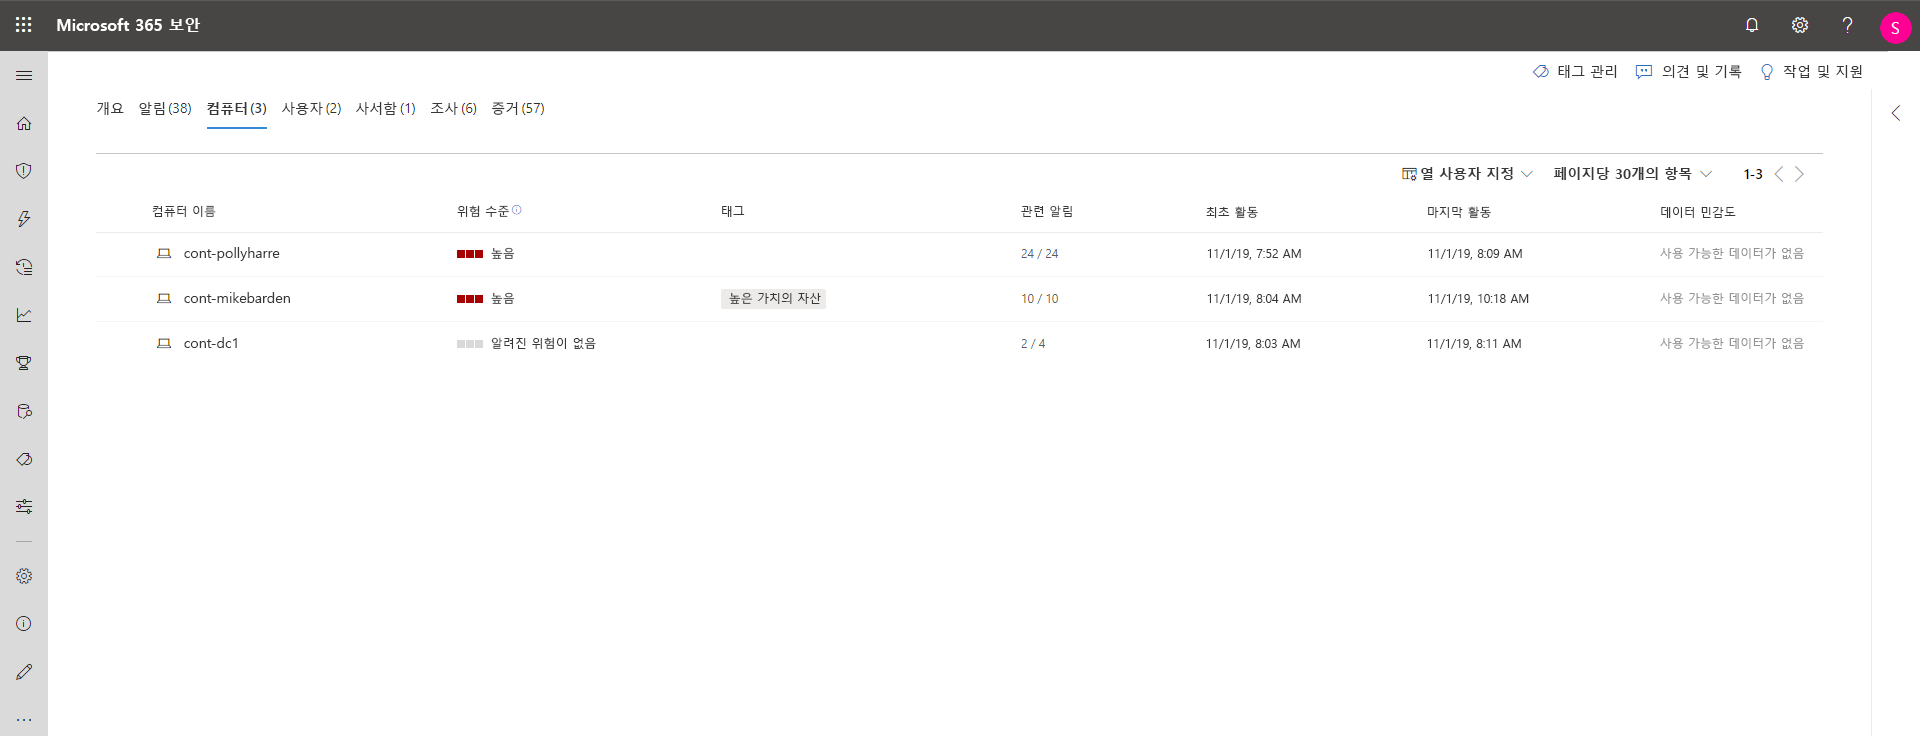 Microsoft 365 보안
S
태그 관리 의견 및 기록 작업 및 지원
개요 알림(38) 컴퓨터(3) 사용자(2) 사서함(1) 조사(6) 증거(57)
열 사용자 지정 페이지당 30개의 항목 1-3
컴퓨터 이름 위험 수준 태그 관련 알림 최초 활동 마지막 활동 데이터 민감도
cont-pollyharre 높음 24 / 24 11/1/19, 7:52 AM 11/1/19, 8:09 AM 사용 가능한 데이터가 없음
cont-mikebarden 높음 높은 가치의 자산 10 / 10 11/1/19, 8:04 AM 11/1/19, 10:18 AM 사용 가능한 데이터가 없음
cont-dc1 알려진 위험이 없음 2 / 4 11/1/19, 8:03 AM 11/1/19, 8:11 AM 사용 가능한 데이터가 없음